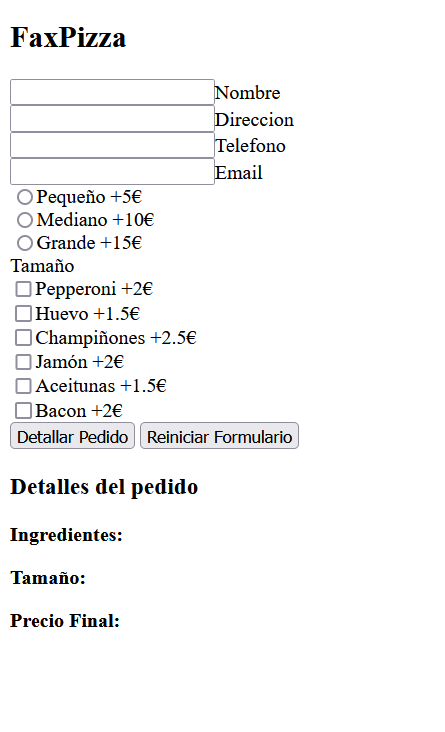 FaxPizza
Nombre
Direccion
Telefono
Email
Pequeño +5€
Mediano +10€
Grande +15€
Tamaño
Pepperoni +2€
Huevo +1.5€
Champiñones +2.5€
Jamón +2€
Aceitunas +1.5€
Bacon +2€
Detallar Pedido Reiniciar Formulario
Detalles del pedido
Ingredientes:
Tamaño:
Precio Final: